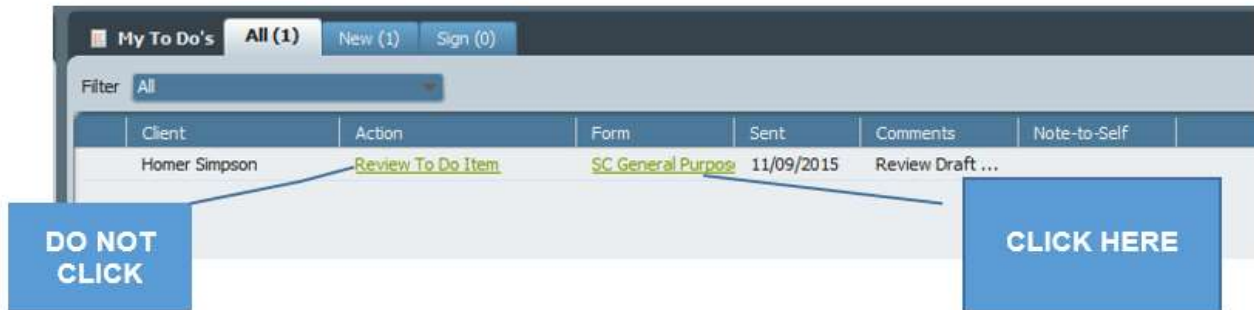 My To Do's All (1) New (1) Sign (0)
Filter All
Client Action Form Sent Comments Note-to-Self
Homer Simpson Review To Do Item SC General Purpose 11/09/2015 Review Draft ...
DO NOT
CLICK
CLICK HERE